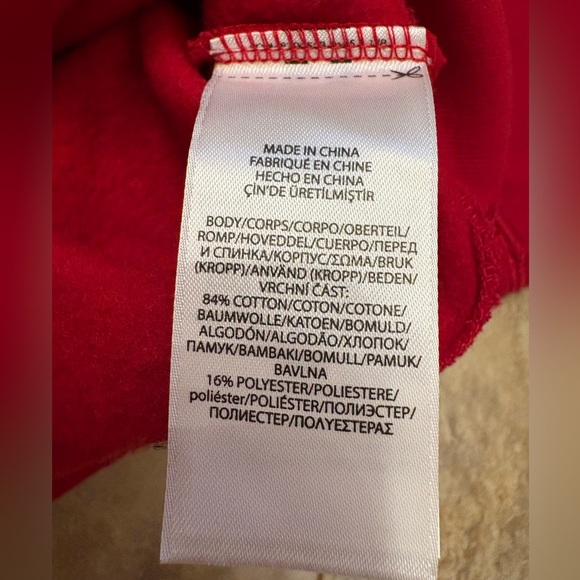 MADE IN CHINA
FABRIQUÉ EN CHINE
HECHO EN CHINA
ÇİN'DE ÜRETİLMİŞTİR
BODY/CORPS/CORPO/OBERTEIL/
ROMP/HOVEDDEL/CUERPO/ПЕРЕД
И СПИНКА/КОРПУС/ΣΩΜΑ/BRUK
(KROPP)/ANVÄND (KROPP)/BEDEN/
VRCHNÍ ČAST:
84% COTTON/COTON/COTONE/
BAUMWOLLE/KATOEN/BOMULD/
ALGODÓN/ALGODÃO/ХЛОПОК/
ПАМУК/BAMBAKI/BOMULL/PAMUK/
BAVLNA
16% POLYESTER/POLIESTERE/
poliéster/POLIÉSTER/ПОЛИЭСТЕР/
ПОЛИЕСТЕР/ΠΟΛΥΕΣΤΕΡΑΣ